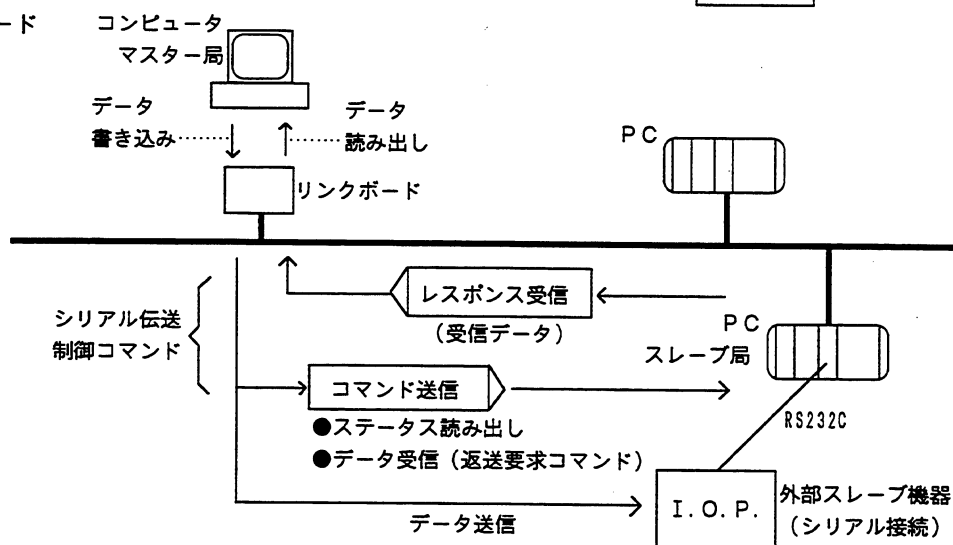 ード
コンピュータ
マスター局
データ
書き込み
データ
読み出し
リンクボード
PC
レスポンス受信
(受信データ)
シリアル伝送
制御コマンド
PC
スレーブ局
コマンド送信
●ステータス読み出し
●データ受信(返送要求コマンド)
RS232C
データ送信
I.O.P.
外部スレーブ機器
(シリアル接続)